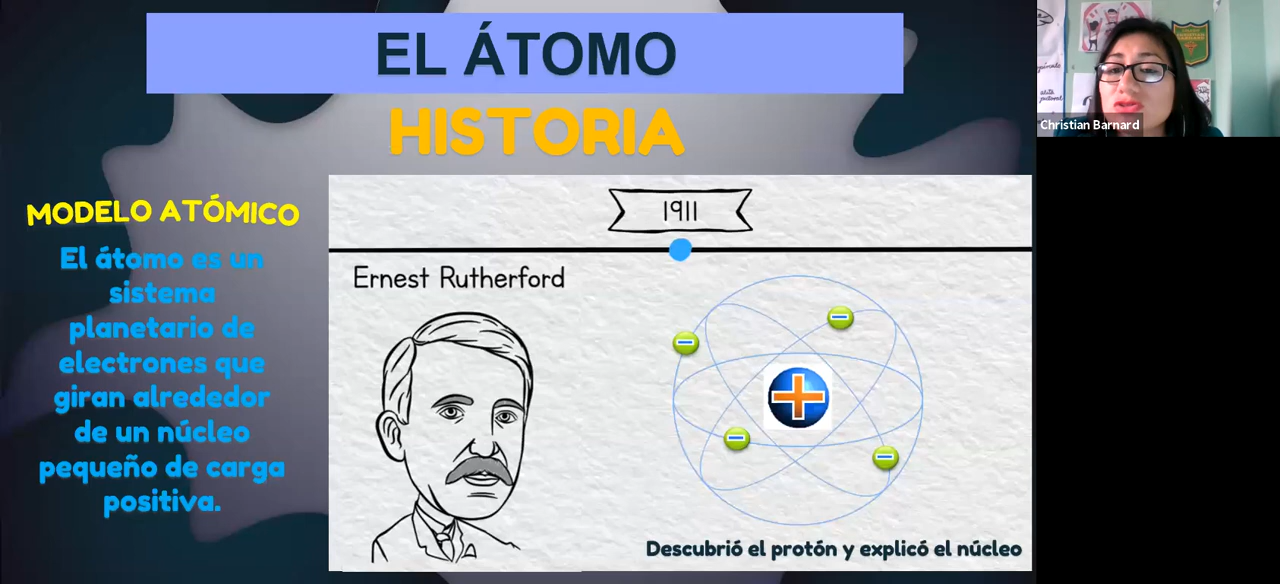 EL ÁTOMO
HISTORIA
MODELO ATÓMICO
El átomo es un
sistema
planetario de
electrones que
giran alrededor
de un núcleo
pequeño de carga
positiva.
1911
Ernest Rutherford
Descubrió el protón y explicó el núcleo
Christian Barnard